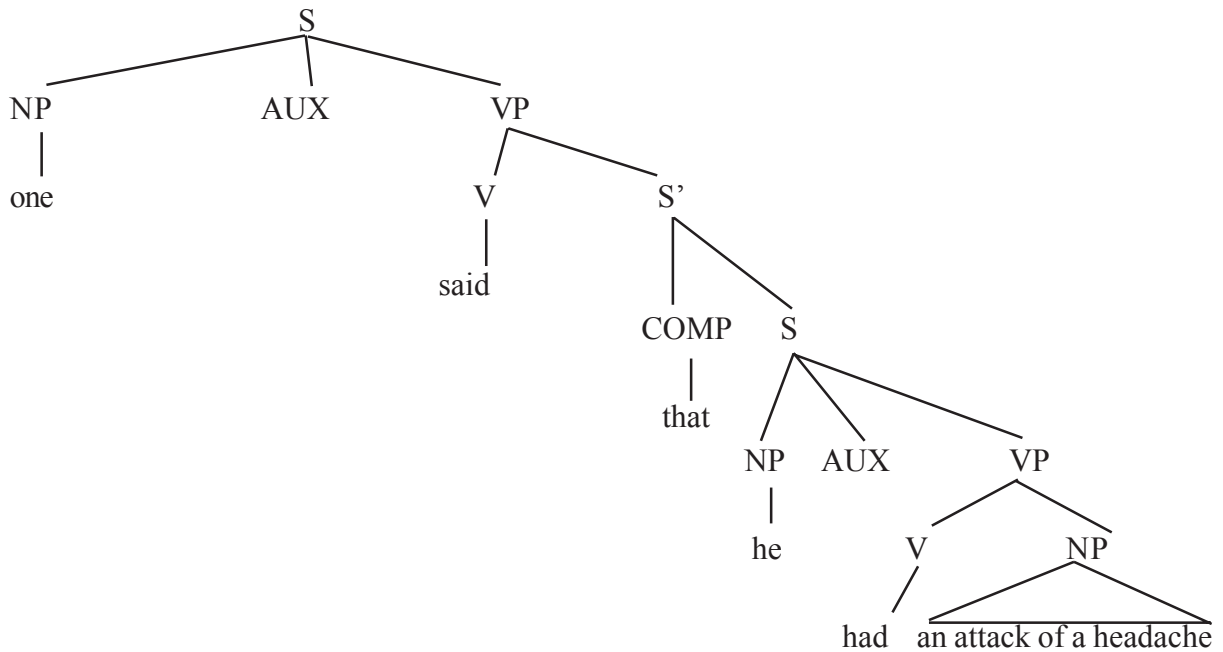 S
NP AUX VP
one V S’
said
COMP S
that
NP AUX VP
he V NP
had an attack of a headache